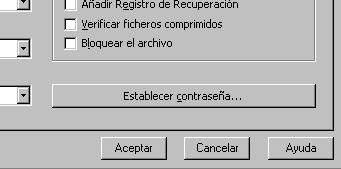 Añadir Registro de Recuperación
Verificar ficheros comprimidos
Bloquear el archivo
Establecer contraseña...
Aceptar
Cancelar
Ayuda